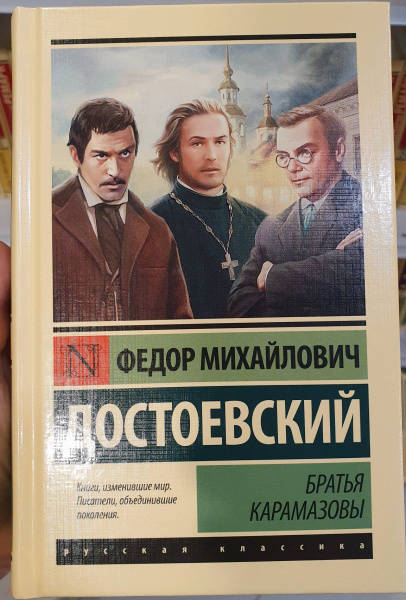 N
ФЕДОР МИХАЙЛОВИЧ
ДОСТОЕВСКИЙ
Книги, изменившие мир.
Писатели, объединившие
поколения.
БРАТЬЯ
КАРАМАЗОВЫ
русская классика